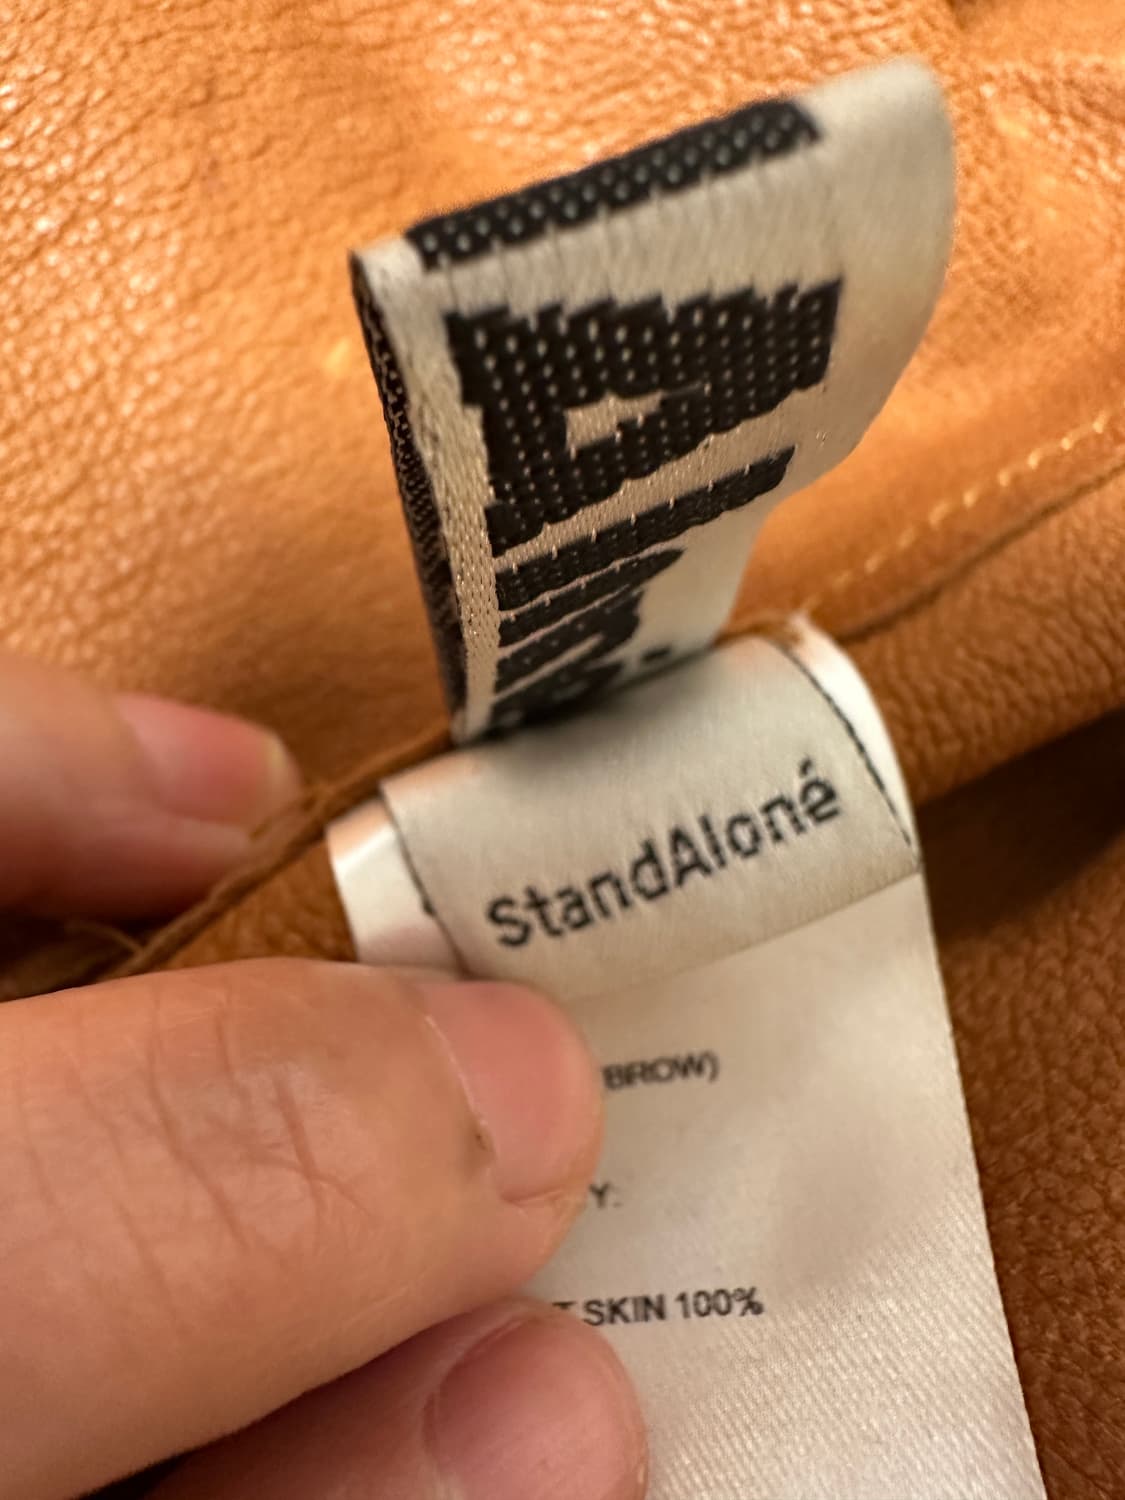 StandAloné
BROW)
Y:
T SKIN 100%